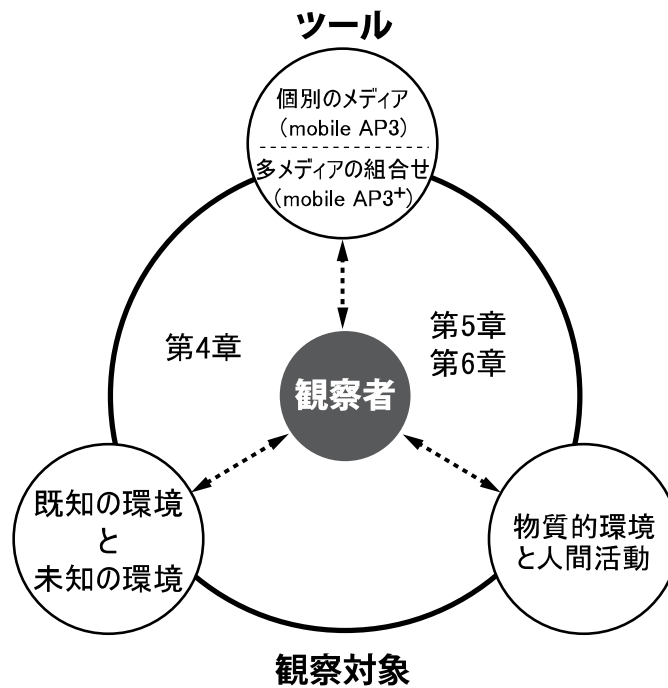 ツール
個別のメディア
(mobile AP3)
多メディアの組合せ
(mobile AP3⁺)
第4章
第5章
第6章
観察者
既知の環境
と
未知の環境
物質的環境
と人間活動
観察対象